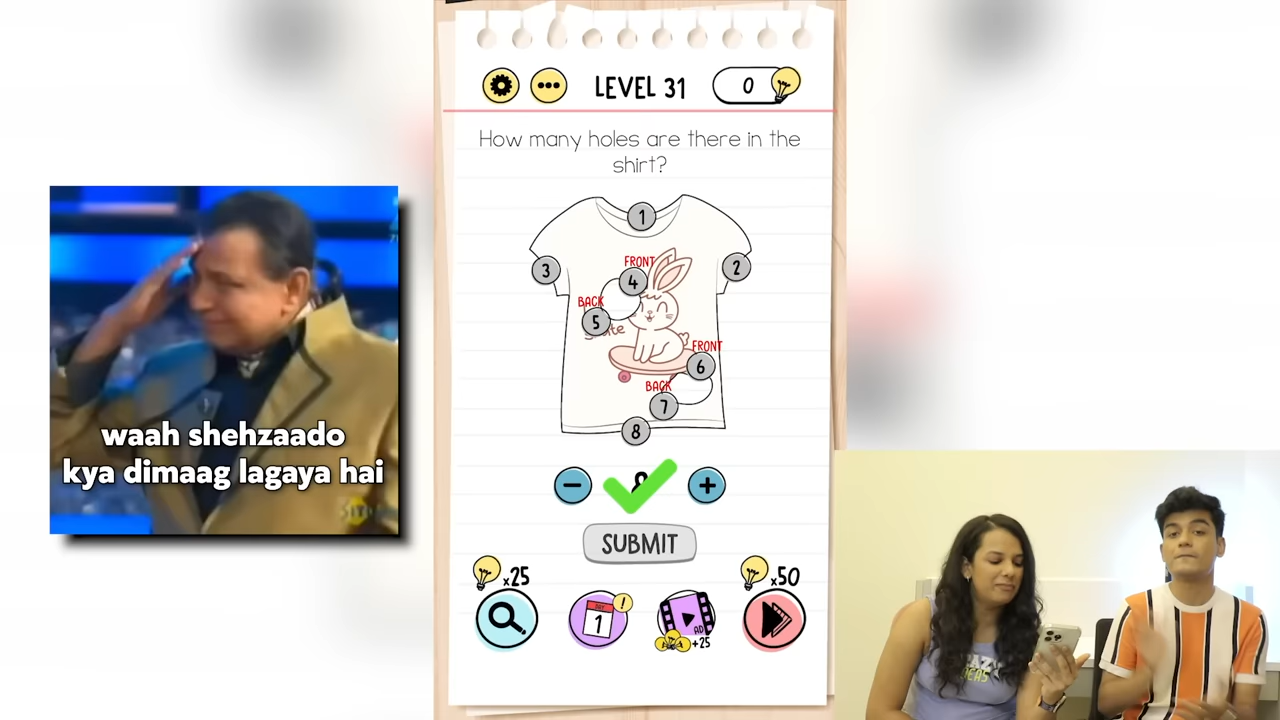 LEVEL 31
0
How many holes are there in the
shirt?
1
3
2
FRONT
4
BACK
5
FRONT
6
BACK
7
8
SUBMIT
x25
x50
1
!
AD
+25
waah shehzaado
kya dimaag lagaya hai